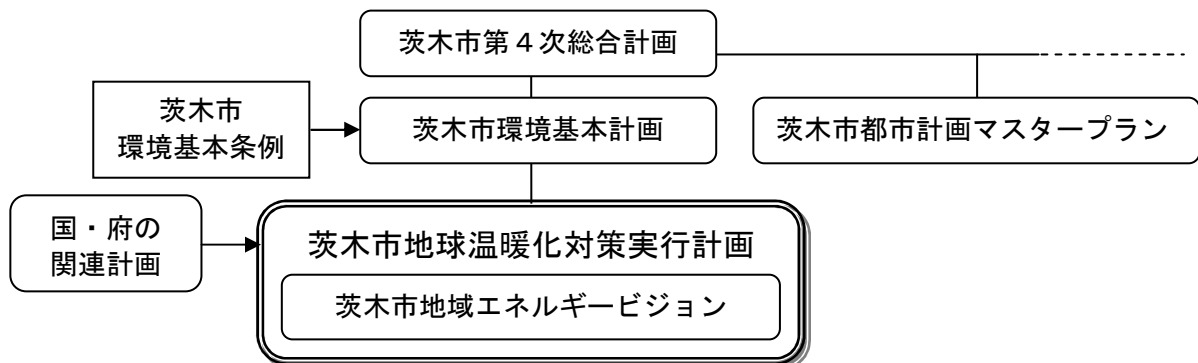 茨木市第４次総合計画
茨木市
環境基本条例
茨木市環境基本計画
茨木市都市計画マスタープラン
国・府の
関連計画
茨木市地球温暖化対策実行計画
茨木市地域エネルギービジョン